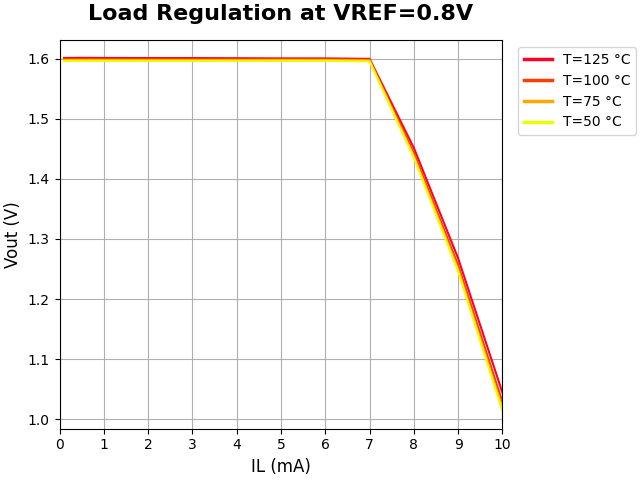 Load Regulation at VREF=0.8V
T=125 °C
T=100 °C
T=75 °C
T=50 °C
Vout (V)
1.6
1.5
1.4
1.3
1.2
1.1
1.0
0 1 2 3 4 5 6 7 8 9 10
IL (mA)